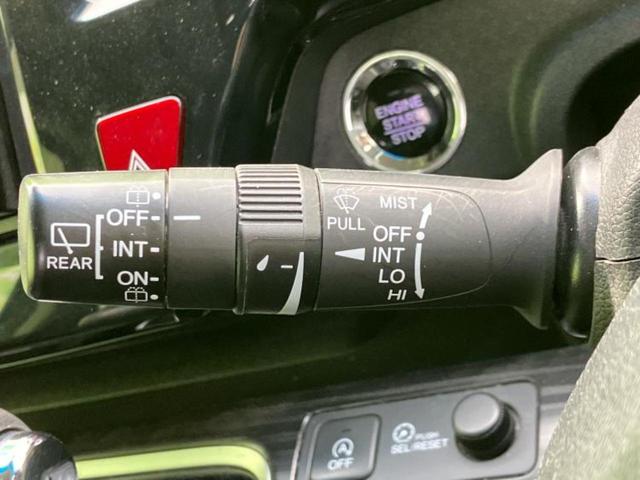 ENGINE
START
STOP
OFF
INT
REAR
ON
PULL
MIST
OFF
INT
LO
HI
OFF
PUSH
SEL/RESET